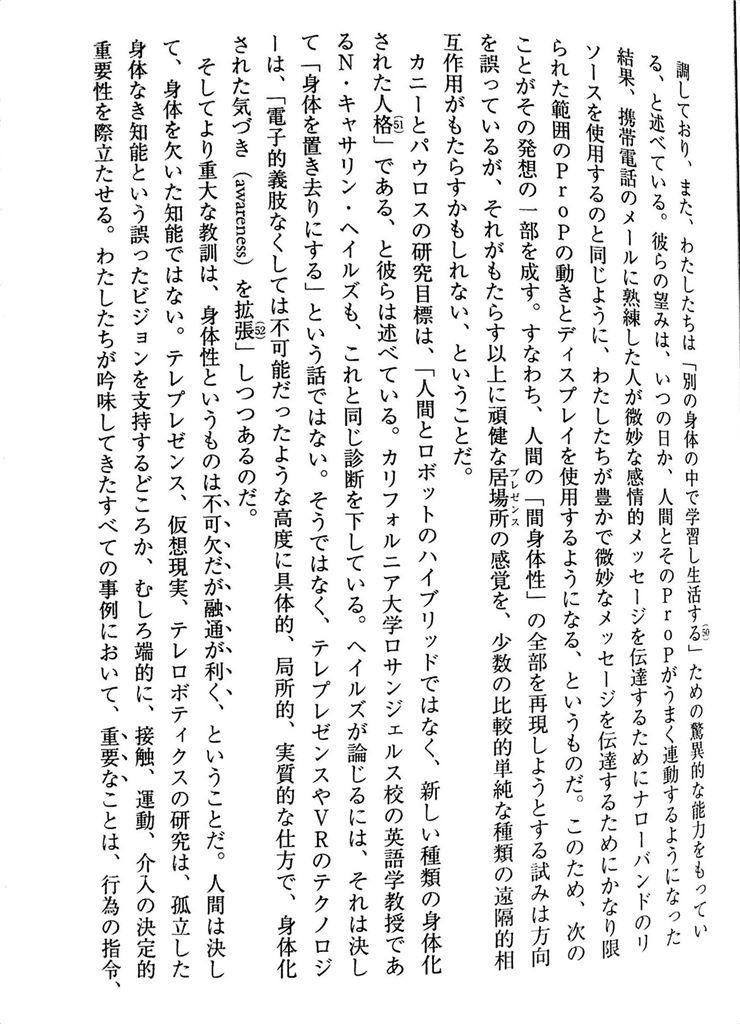 調しており、また、わたしたちは「別の身体の中で学習し生活する(50)」ための驚異的な能力をもってい
る、と述べている。彼らの望みは、いつの日か、人間とそのPropがうまく連動するようになった
結果、携帯電話のメールに熟練した人が微妙な感情的メッセージを伝達するためにナローバンドのリ
ソースを使用するのと同じように、わたしたちが豊かで微妙なメッセージを伝達するためにかなり限
られた範囲のPropの動きとディスプレイを使用するようになる、というものだ。このため、次の
ことがその発想の一部を成す。すなわち、人間の「間身体性」の全部を再現しようとする試みは方向
を誤っているが、それがもたらす以上に頑健な居場所プレゼンスの感覚を、少数の比較的単純な種類の遠隔的相
互作用がもたらすかもしれない、ということだ。
カニーとパウロスの研究目標は、「人間とロボットのハイブリッドではなく、新しい種類の身体化
された人格(51)」である、と彼らは述べている。カリフォルニア大学ロサンジェルス校の英語学教授であ
るN・キャサリン・ヘイルズも、これと同じ診断を下している。ヘイルズが論じるには、それは決し
て「身体を置き去りにする」という話ではない。そうではなく、テレプレゼンスやVRのテクノロジ
ーは、「電子的義肢なくしては不可能だったような高度に具体的、局所的、実質的な仕方で、身体化
された気づき(awareness)を拡張(52)」しつつあるのだ。
そしてより重大な教訓は、身体性というものは不可欠だが融通が利く、ということだ。人間は決し
て、身体を欠いた知能ではない。テレプレゼンス、仮想現実、テレロボティクスの研究は、孤立した
身体なき知能という誤ったビジョンを支持するどころか、むしろ端的に、接触、運動、介入の決定的
重要性を際立たせる。わたしたちが吟味してきたすべての事例において、重要なことは、行為の指令、